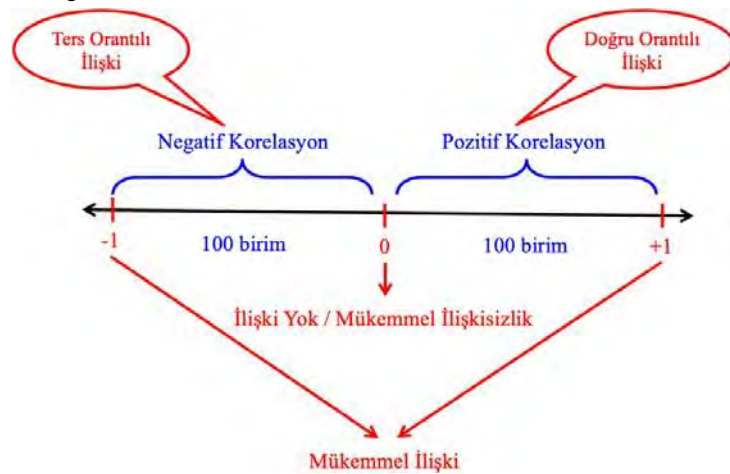 Ters Orantılı
İlişki
Doğru Orantılı
İlişki
Negatif Korelasyon
Pozitif Korelasyon
-1
100 birim
0
100 birim
+1
İlişki Yok / Mükemmel İlişkisizlik
Mükemmel İlişki